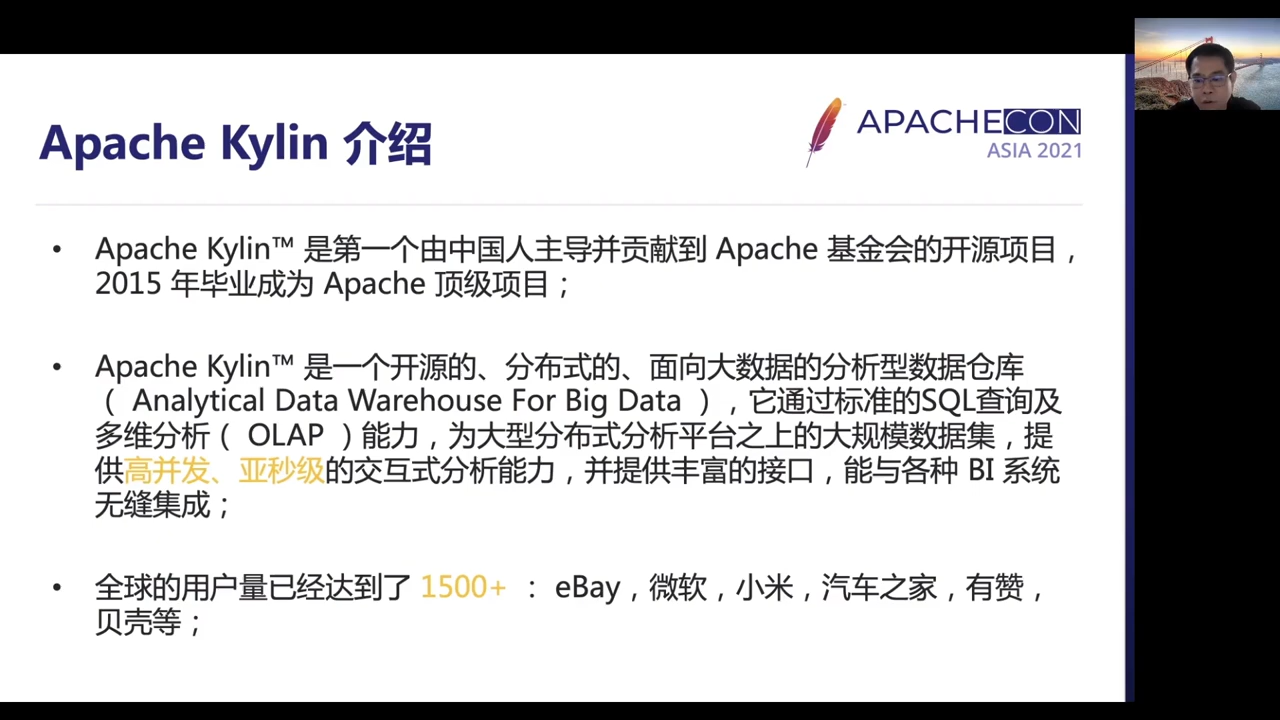 Apache Kylin 介绍
APACHECON
ASIA 2021
• Apache Kylin™ 是第一个由中国人主导并贡献到 Apache 基金会的开源项目，
2015 年毕业成为 Apache 顶级项目；
• Apache Kylin™ 是一个开源的、分布式的、面向大数据的分析型数据仓库
（ Analytical Data Warehouse For Big Data ），它通过标准的SQL查询及
多维分析（ OLAP ）能力，为大型分布式分析平台之上的大规模数据集，提
供高并发、亚秒级的交互式分析能力，并提供丰富的接口，能与各种 BI 系统
无缝集成；
• 全球的用户量已经达到了 1500+ ： eBay，微软，小米，汽车之家，有赞，
贝壳等；